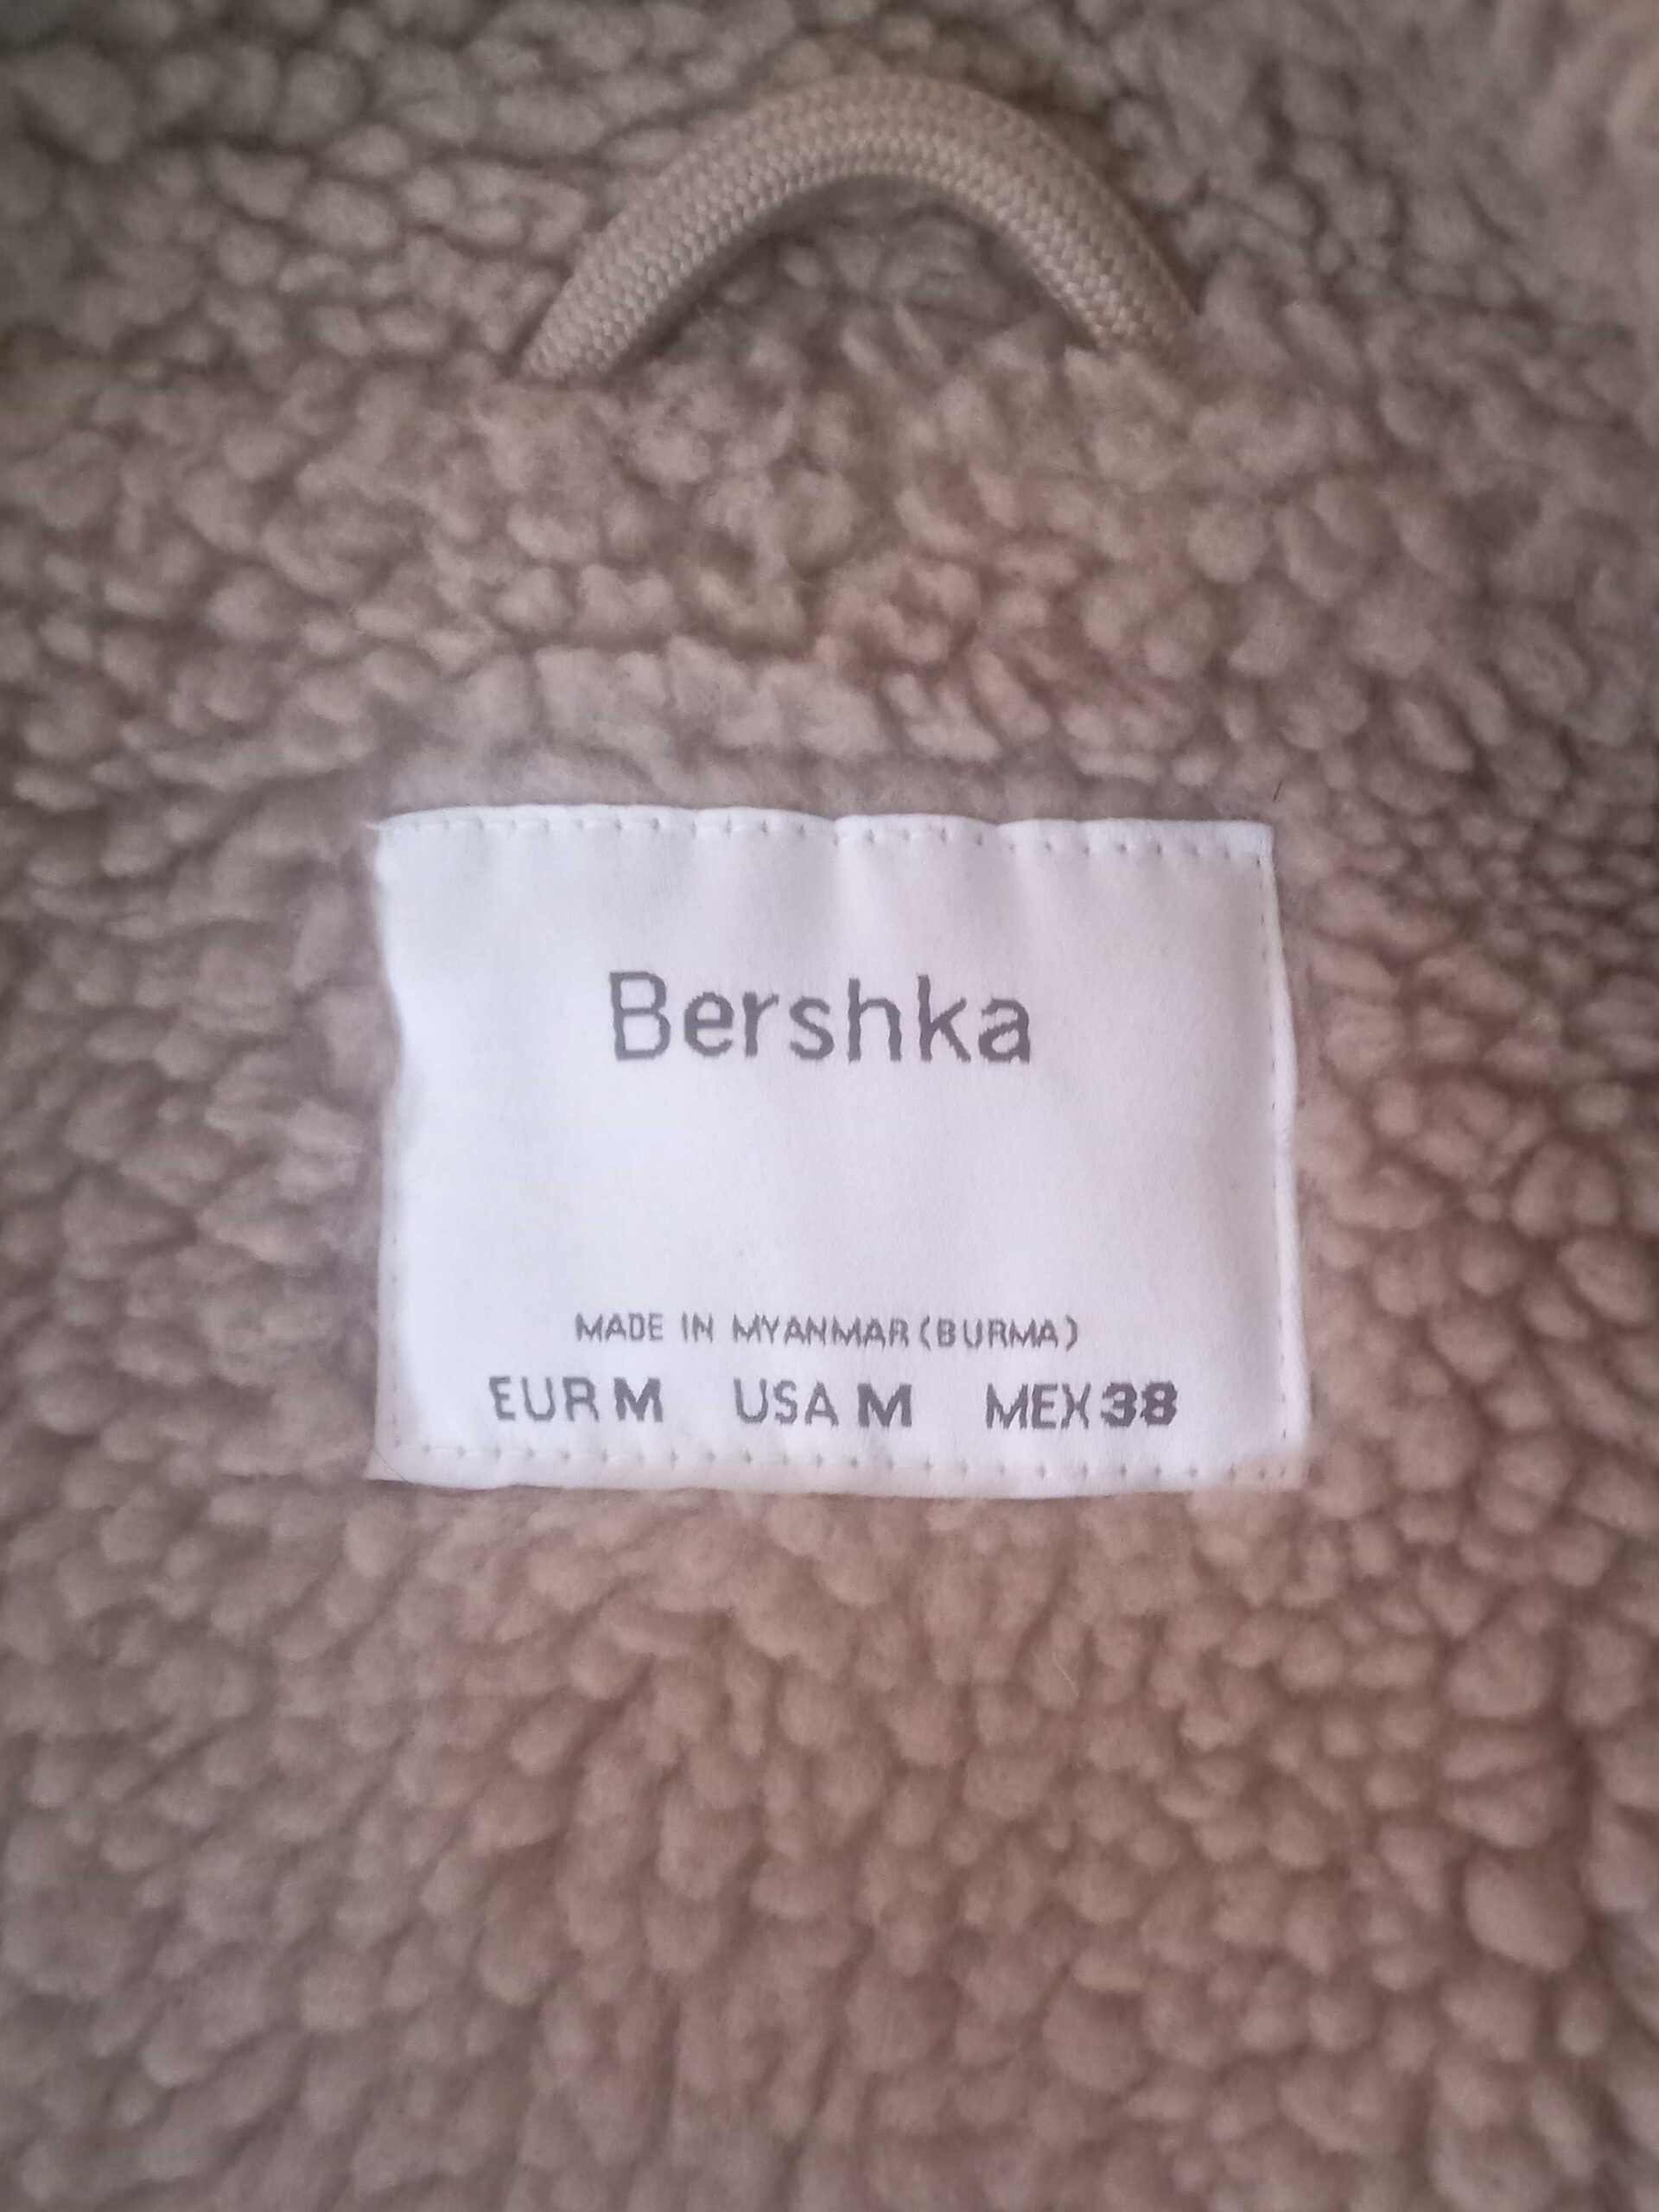 Bershka
MADE IN MYANMAR (BURMA)
EUR M USA M MEX 38